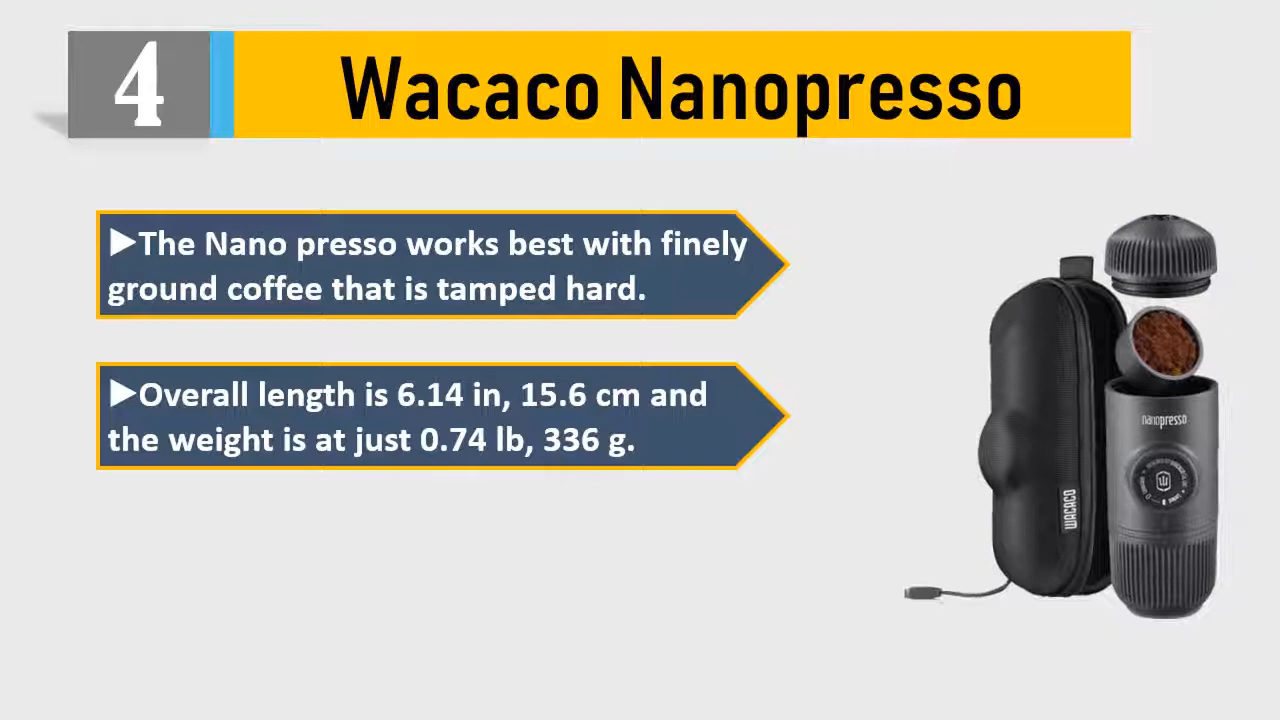 4
Wacaco Nanopresso
▶The Nano presso works best with finely
ground coffee that is tamped hard.
▶Overall length is 6.14 in, 15.6 cm and
the weight is at just 0.74 lb, 336 g.
nanopresso
WACACO